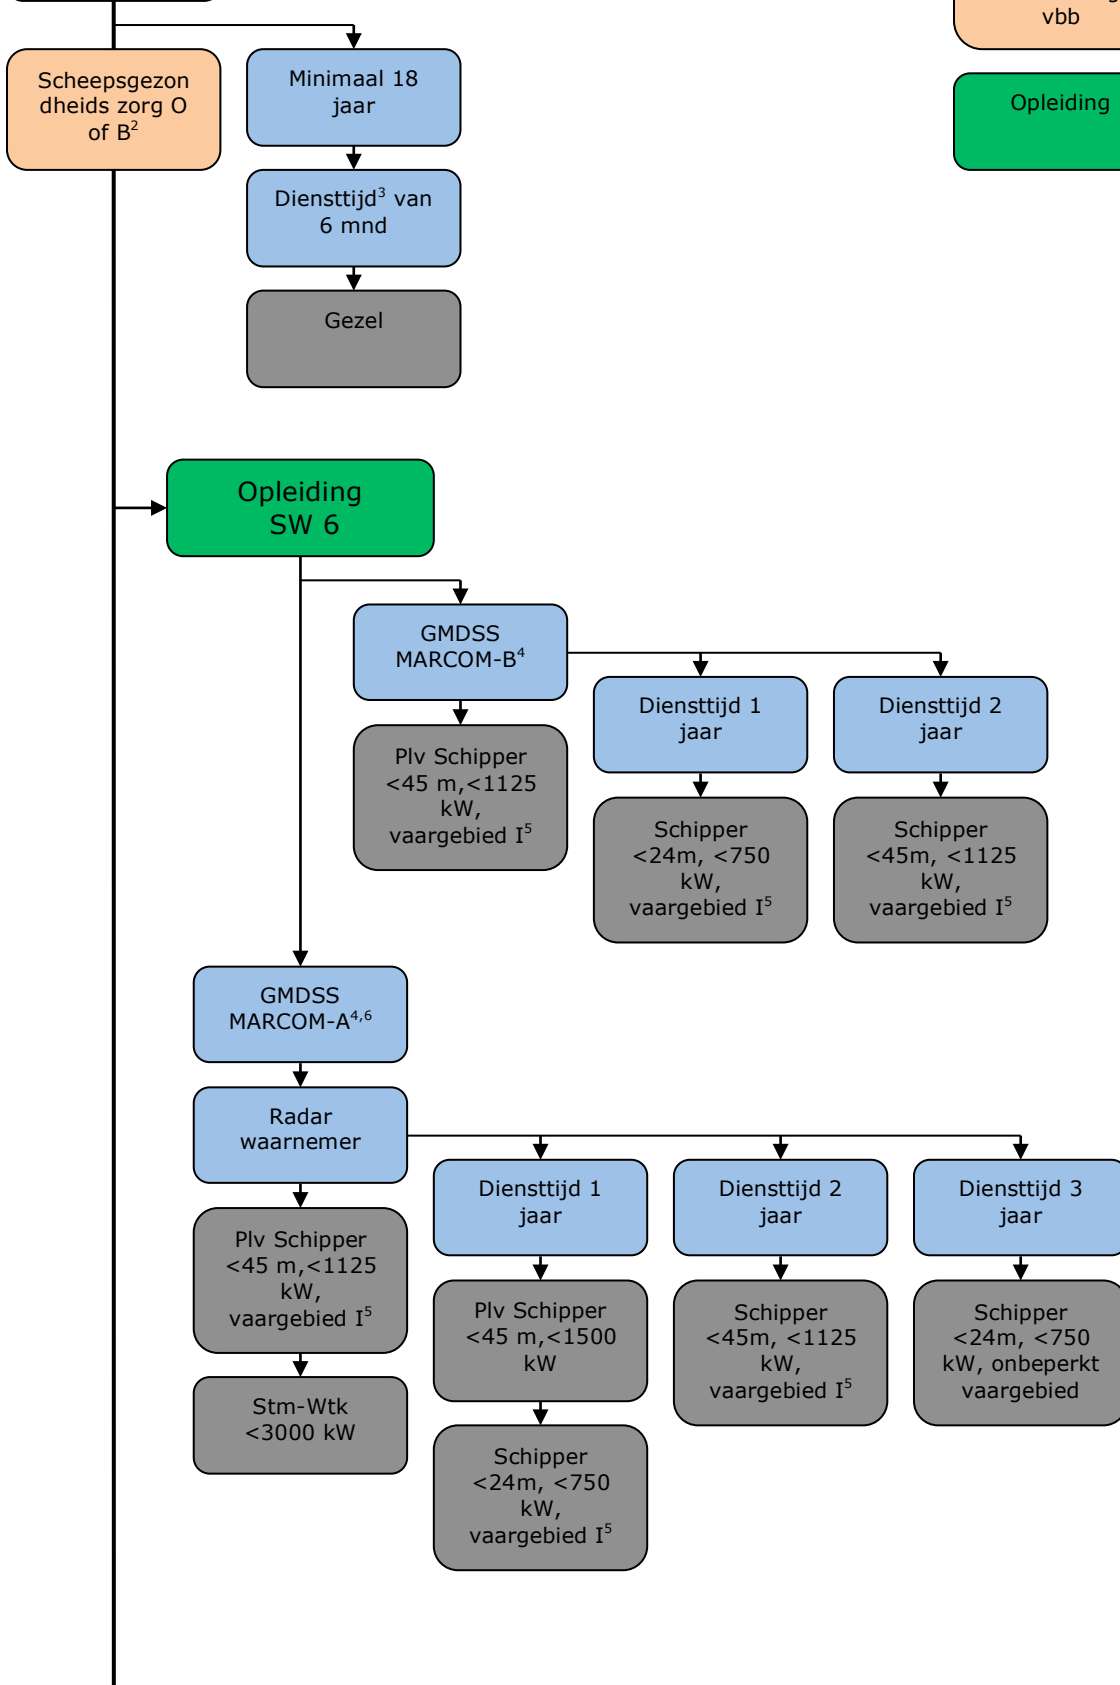 vbb
Scheepsgezon
dheids zorg O
of B²
Minimaal 18
jaar
Opleiding
Diensttijd³ van
6 mnd
Gezel
Opleiding
SW 6
GMDSS
MARCOM-B⁴
Diensttijd 1
jaar
Diensttijd 2
jaar
Plv Schipper
<45 m,<1125
kW,
vaargebied I⁵
Schipper
<24m, <750
kW,
vaargebied I⁵
Schipper
<45m, <1125
kW,
vaargebied I⁵
GMDSS
MARCOM-A⁴,⁶
Radar
waarnemer
Diensttijd 1
jaar
Diensttijd 2
jaar
Diensttijd 3
jaar
Plv Schipper
<45 m,<1125
kW,
vaargebied I⁵
Plv Schipper
<45 m,<1500
kW
Schipper
<45m, <1125
kW,
vaargebied I⁵
Schipper
<24m, <750
kW, onbeperkt
vaargebied
Stm-Wtk
<3000 kW
Schipper
<24m, <750
kW,
vaargebied I⁵